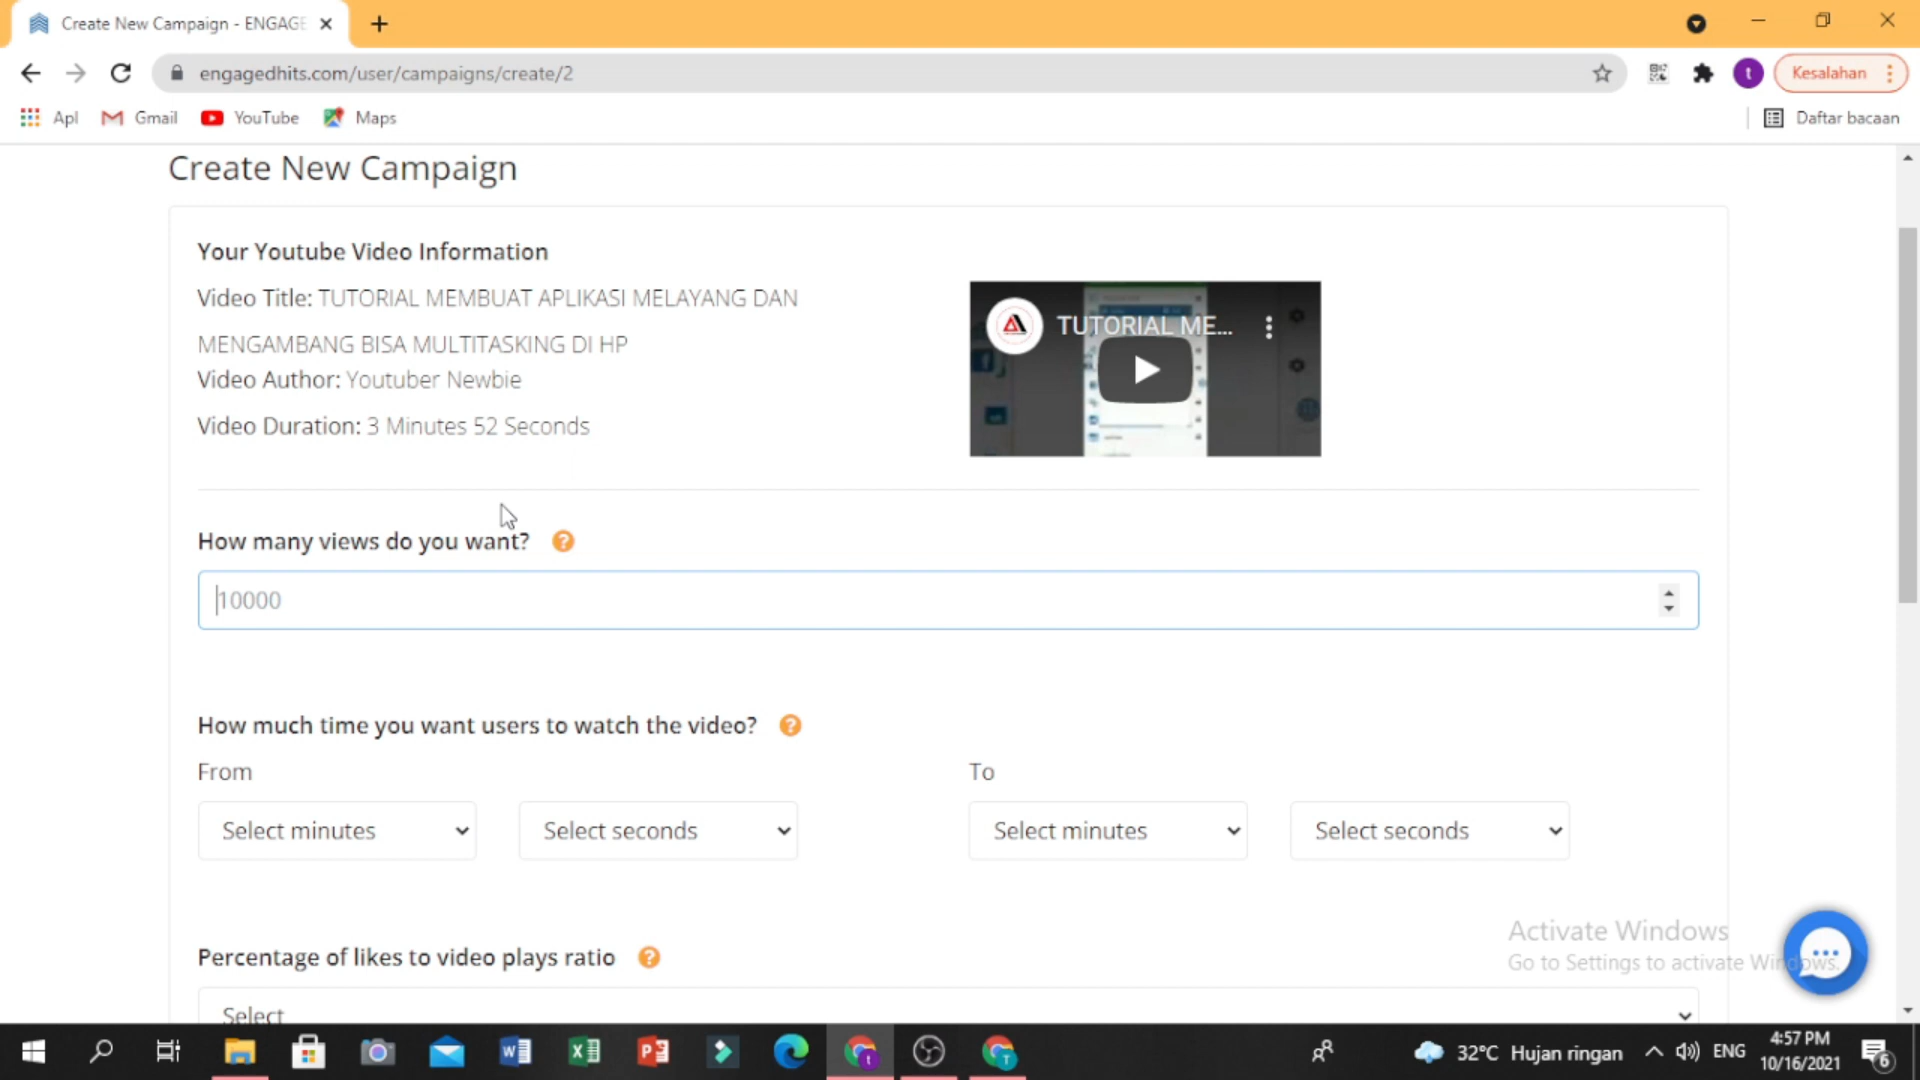 Create New Campaign - ENGAGE
engagedhits.com/user/campaigns/create/2
t
Kesalahan
Apl
Gmail
YouTube
Maps
Daftar bacaan
Create New Campaign
Your Youtube Video Information
Video Title: TUTORIAL MEMBUAT APLIKASI MELAYANG DAN
MENGAMBANG BISA MULTITASKING DI HP
Video Author: Youtuber Newbie
Video Duration: 3 Minutes 52 Seconds
TUTORIAL ME...
How many views do you want? ?
10000
How much time you want users to watch the video? ?
From
To
Select minutes
Select seconds
Select minutes
Select seconds
Percentage of likes to video plays ratio ?
Select
Activate Windows
Go to Settings to activate Windows.
32°C Hujan ringan
ENG
4:57 PM
10/16/2021
6